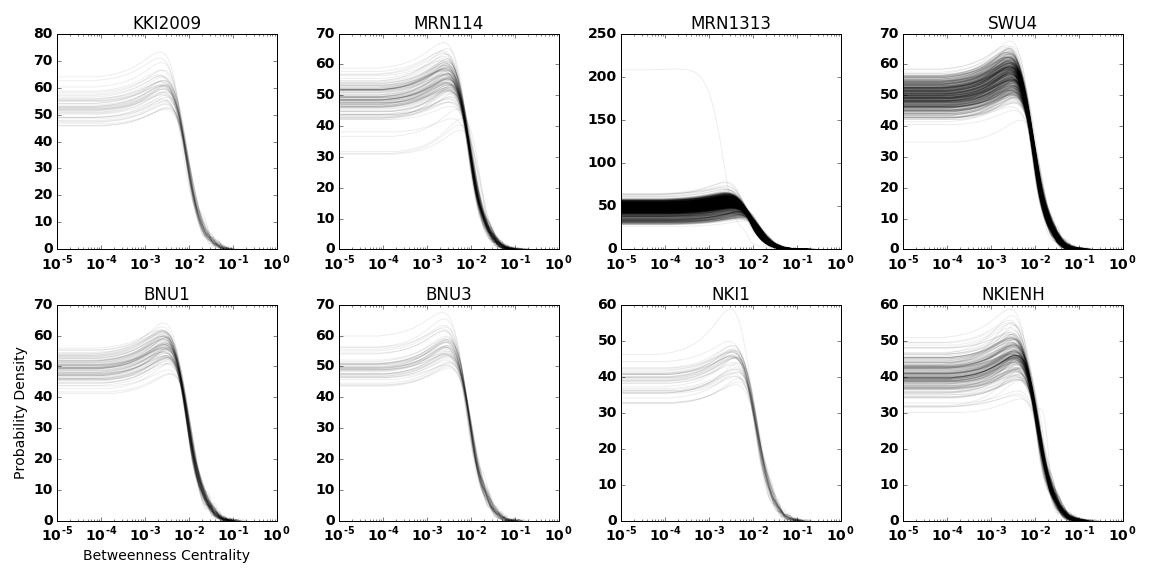 KKI2009 MRN114 MRN1313 SWU4
80 70 250 70
70 60 200 60
60 50 150 50
50 40 100 40
40 30 50 30
30 20 0 20
20 10 10
10 0 0
0
10^-5 10^-4 10^-3 10^-2 10^-1 10^0 10^-5 10^-4 10^-3 10^-2 10^-1 10^0 10^-5 10^-4 10^-3 10^-2 10^-1 10^0 10^-5 10^-4 10^-3 10^-2 10^-1 10^0
BNU1 BNU3 NKI1 NKIENH
70 70 60 60
60 60 50 50
50 50 40 40
40 40 30 30
30 30 20 20
20 20 10 10
10 10 0 0
0 0
10^-5 10^-4 10^-3 10^-2 10^-1 10^0 10^-5 10^-4 10^-3 10^-2 10^-1 10^0 10^-5 10^-4 10^-3 10^-2 10^-1 10^0 10^-5 10^-4 10^-3 10^-2 10^-1 10^0
Probability Density
Betweenness Centrality